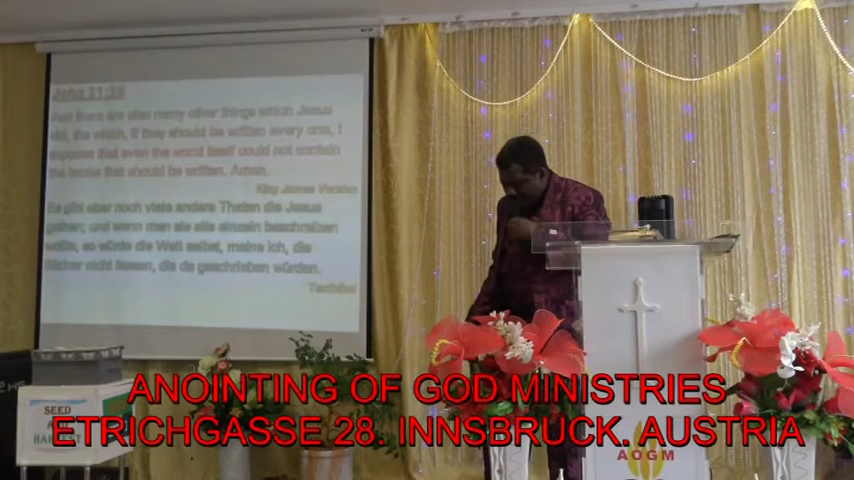 John 21:25
And there are also many other things which Jesus
did, the which, if they should be written every one, I
suppose that even the world itself could not contain
the books that should be written. Amen.
King James Version
Es gibt aber noch viele andere Thaten die Jesus
gethan; und wenn man sie alle einzeln beschreiben
wollte, so würde die Welt selbst, meine ich, die
Bücher nicht fassen, die da geschrieben würden.
Textbibel
SEED
HARVEST
ANOINTING OF GOD MINISTRIES
ETRICHGASSE 28. INNSBRUCK. AUSTRIA
AOGM